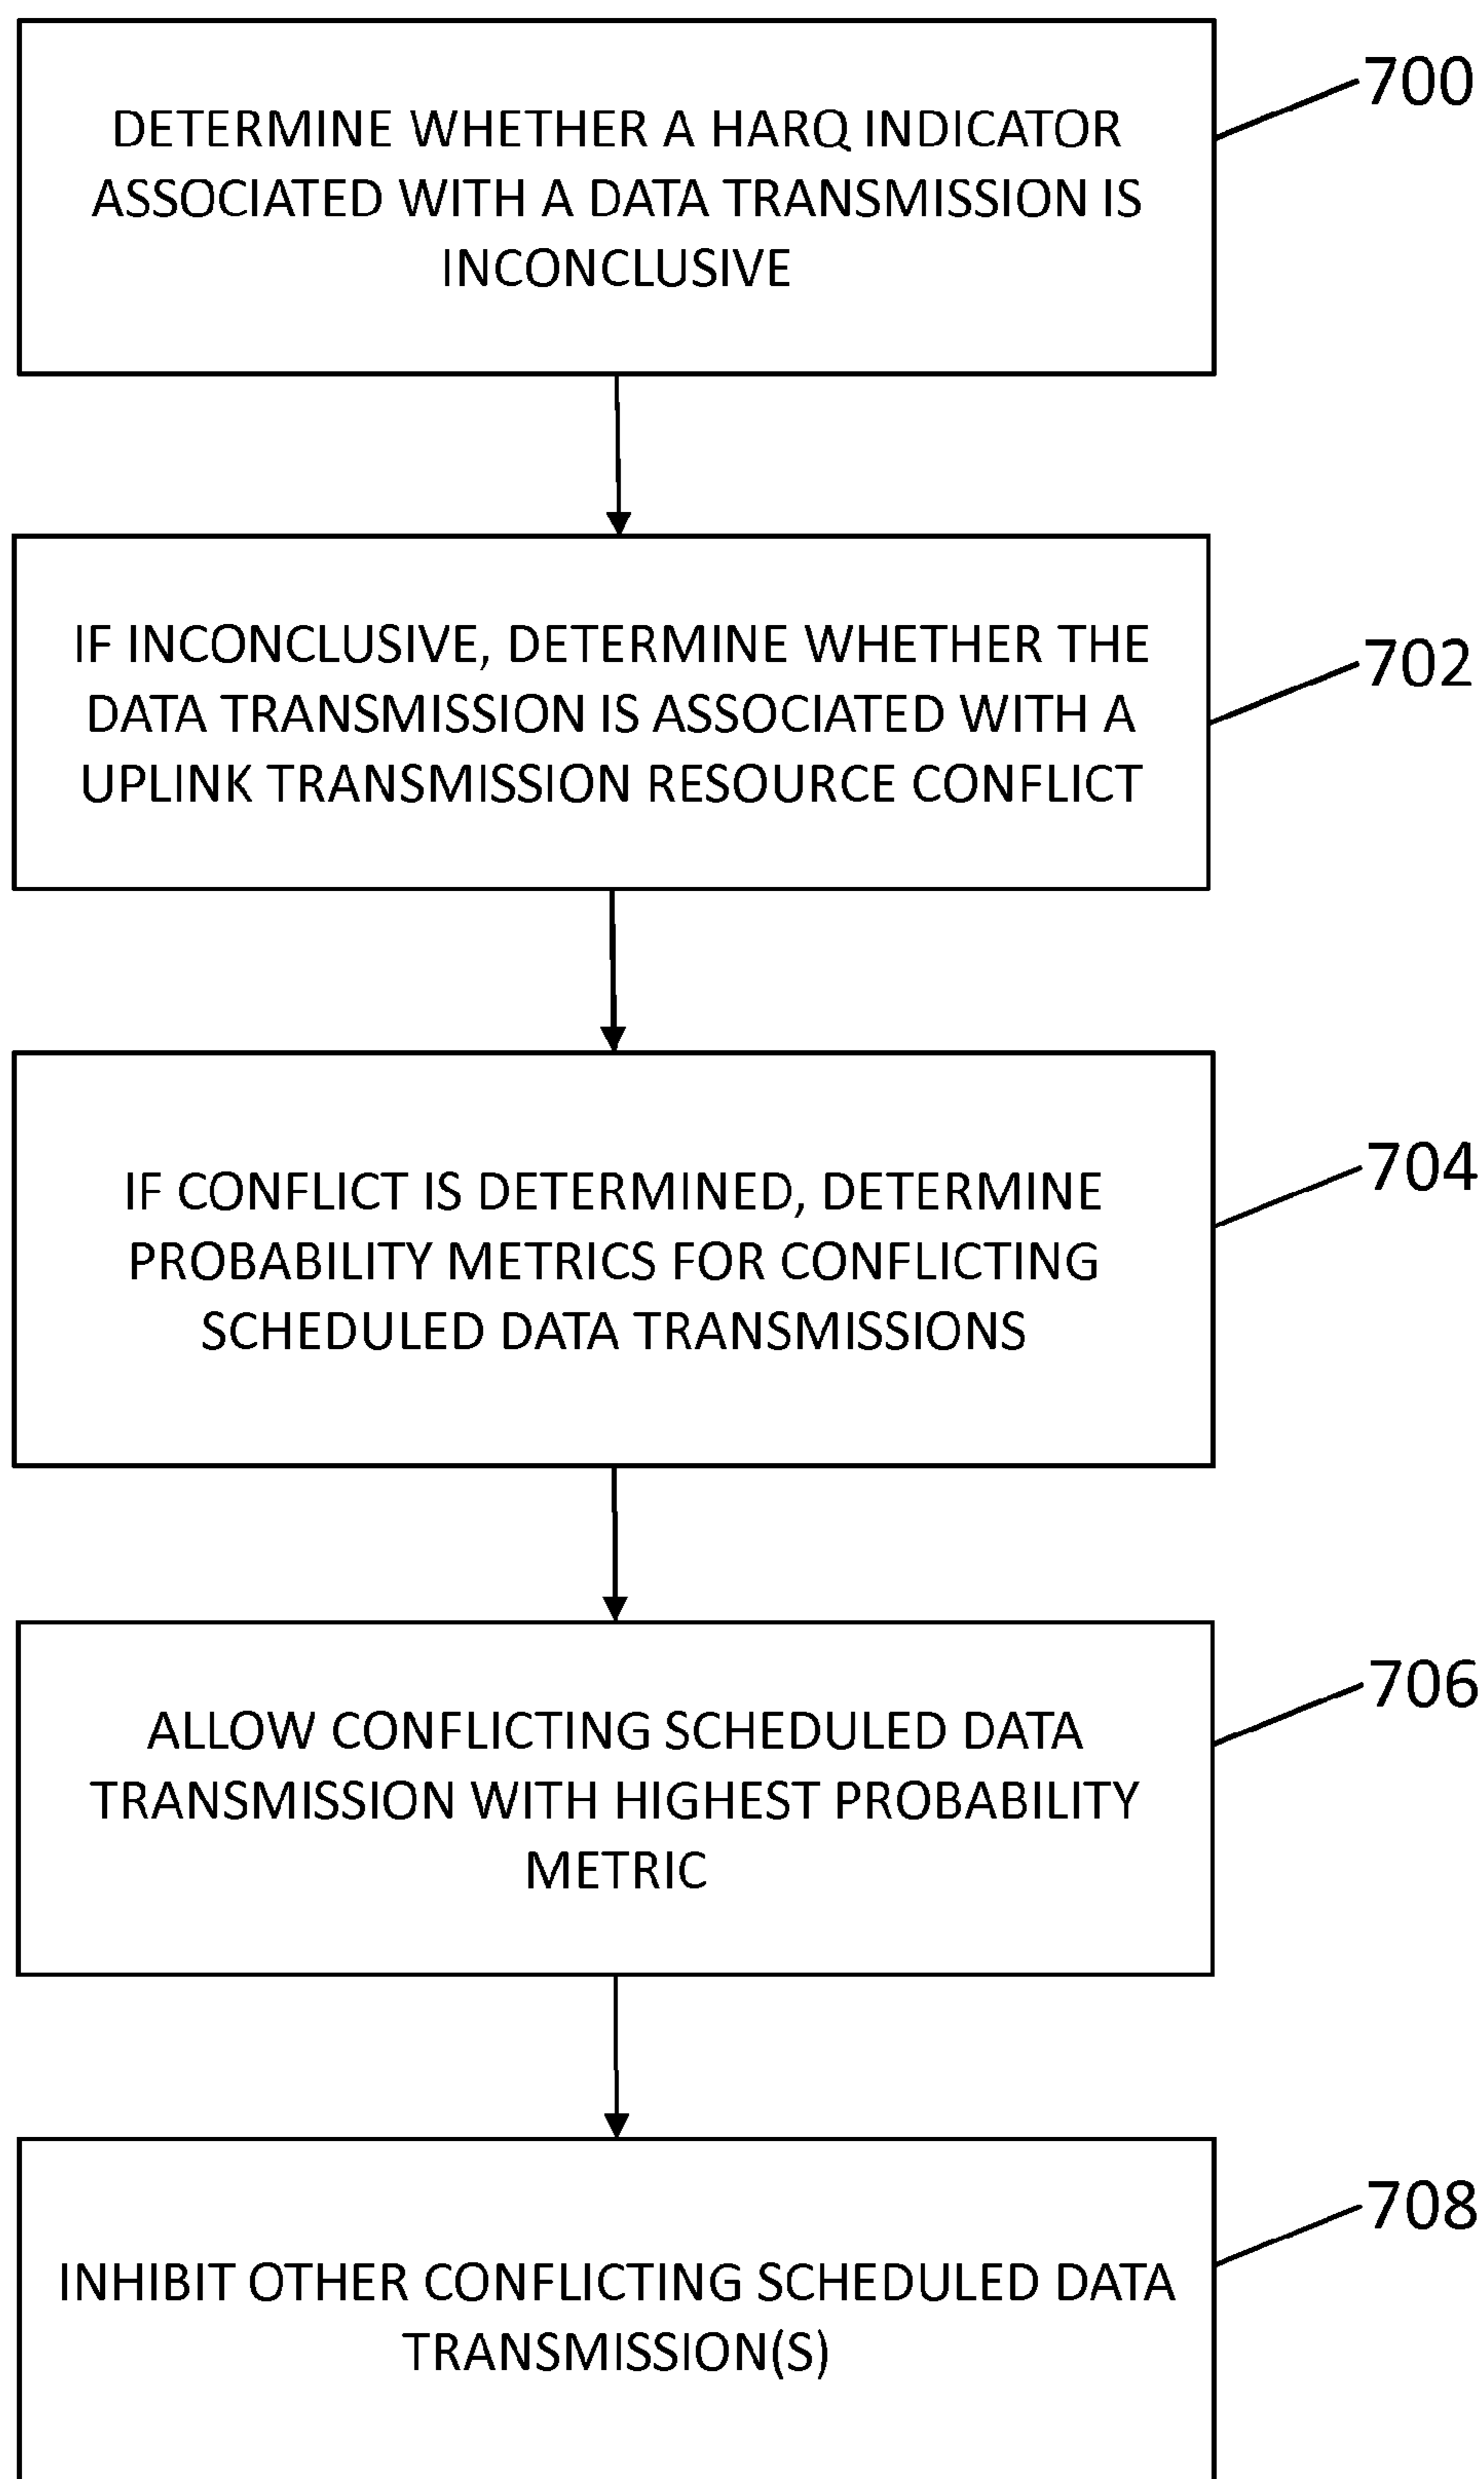 DETERMINE WHETHER A HARQ INDICATOR
ASSOCIATED WITH A DATA TRANSMISSION IS
INCONCLUSIVE
700
IF INCONCLUSIVE, DETERMINE WHETHER THE
DATA TRANSMISSION IS ASSOCIATED WITH A
UPLINK TRANSMISSION RESOURCE CONFLICT
702
IF CONFLICT IS DETERMINED, DETERMINE
PROBABILITY METRICS FOR CONFLICTING
SCHEDULED DATA TRANSMISSIONS
704
ALLOW CONFLICTING SCHEDULED DATA
TRANSMISSION WITH HIGHEST PROBABILITY
METRIC
706
INHIBIT OTHER CONFLICTING SCHEDULED DATA
TRANSMISSION(S)
708